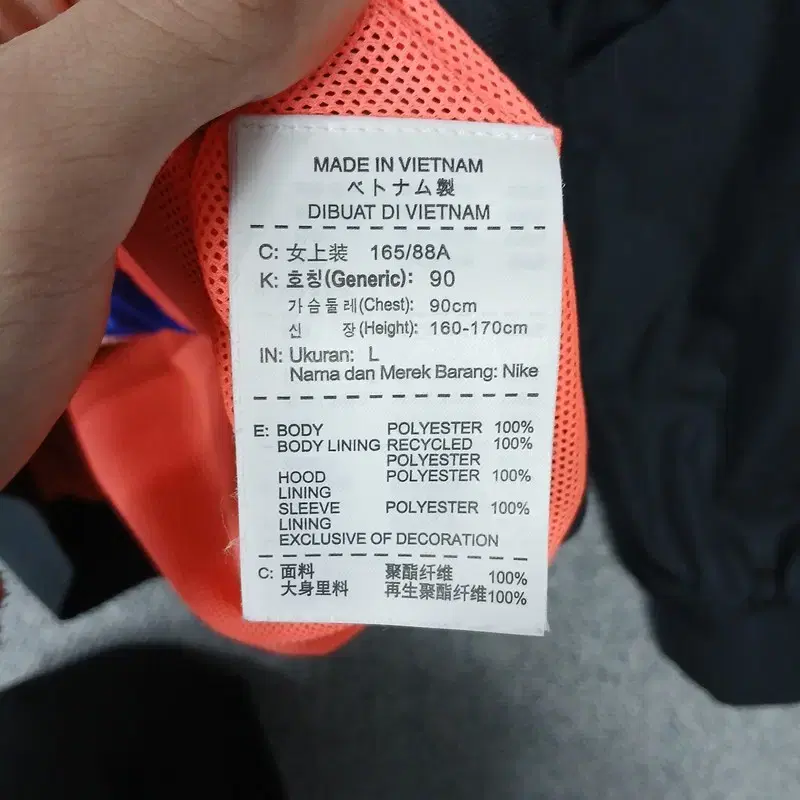 MADE IN VIETNAM
ベトナム製
DIBUAT DI VIETNAM
C: 女上装 165/88A
K: 호칭(Generic): 90
가슴둘레(Chest): 90cm
신 장(Height): 160-170cm
IN: Ukuran: L
Nama dan Merek Barang: Nike
E: BODY POLYESTER 100%
BODY LINING RECYCLED 100%
POLYESTER
HOOD POLYESTER 100%
LINING
SLEEVE POLYESTER 100%
LINING
EXCLUSIVE OF DECORATION
C: 面料 聚酯纤维 100%
大身里料 再生聚酯纤维100%